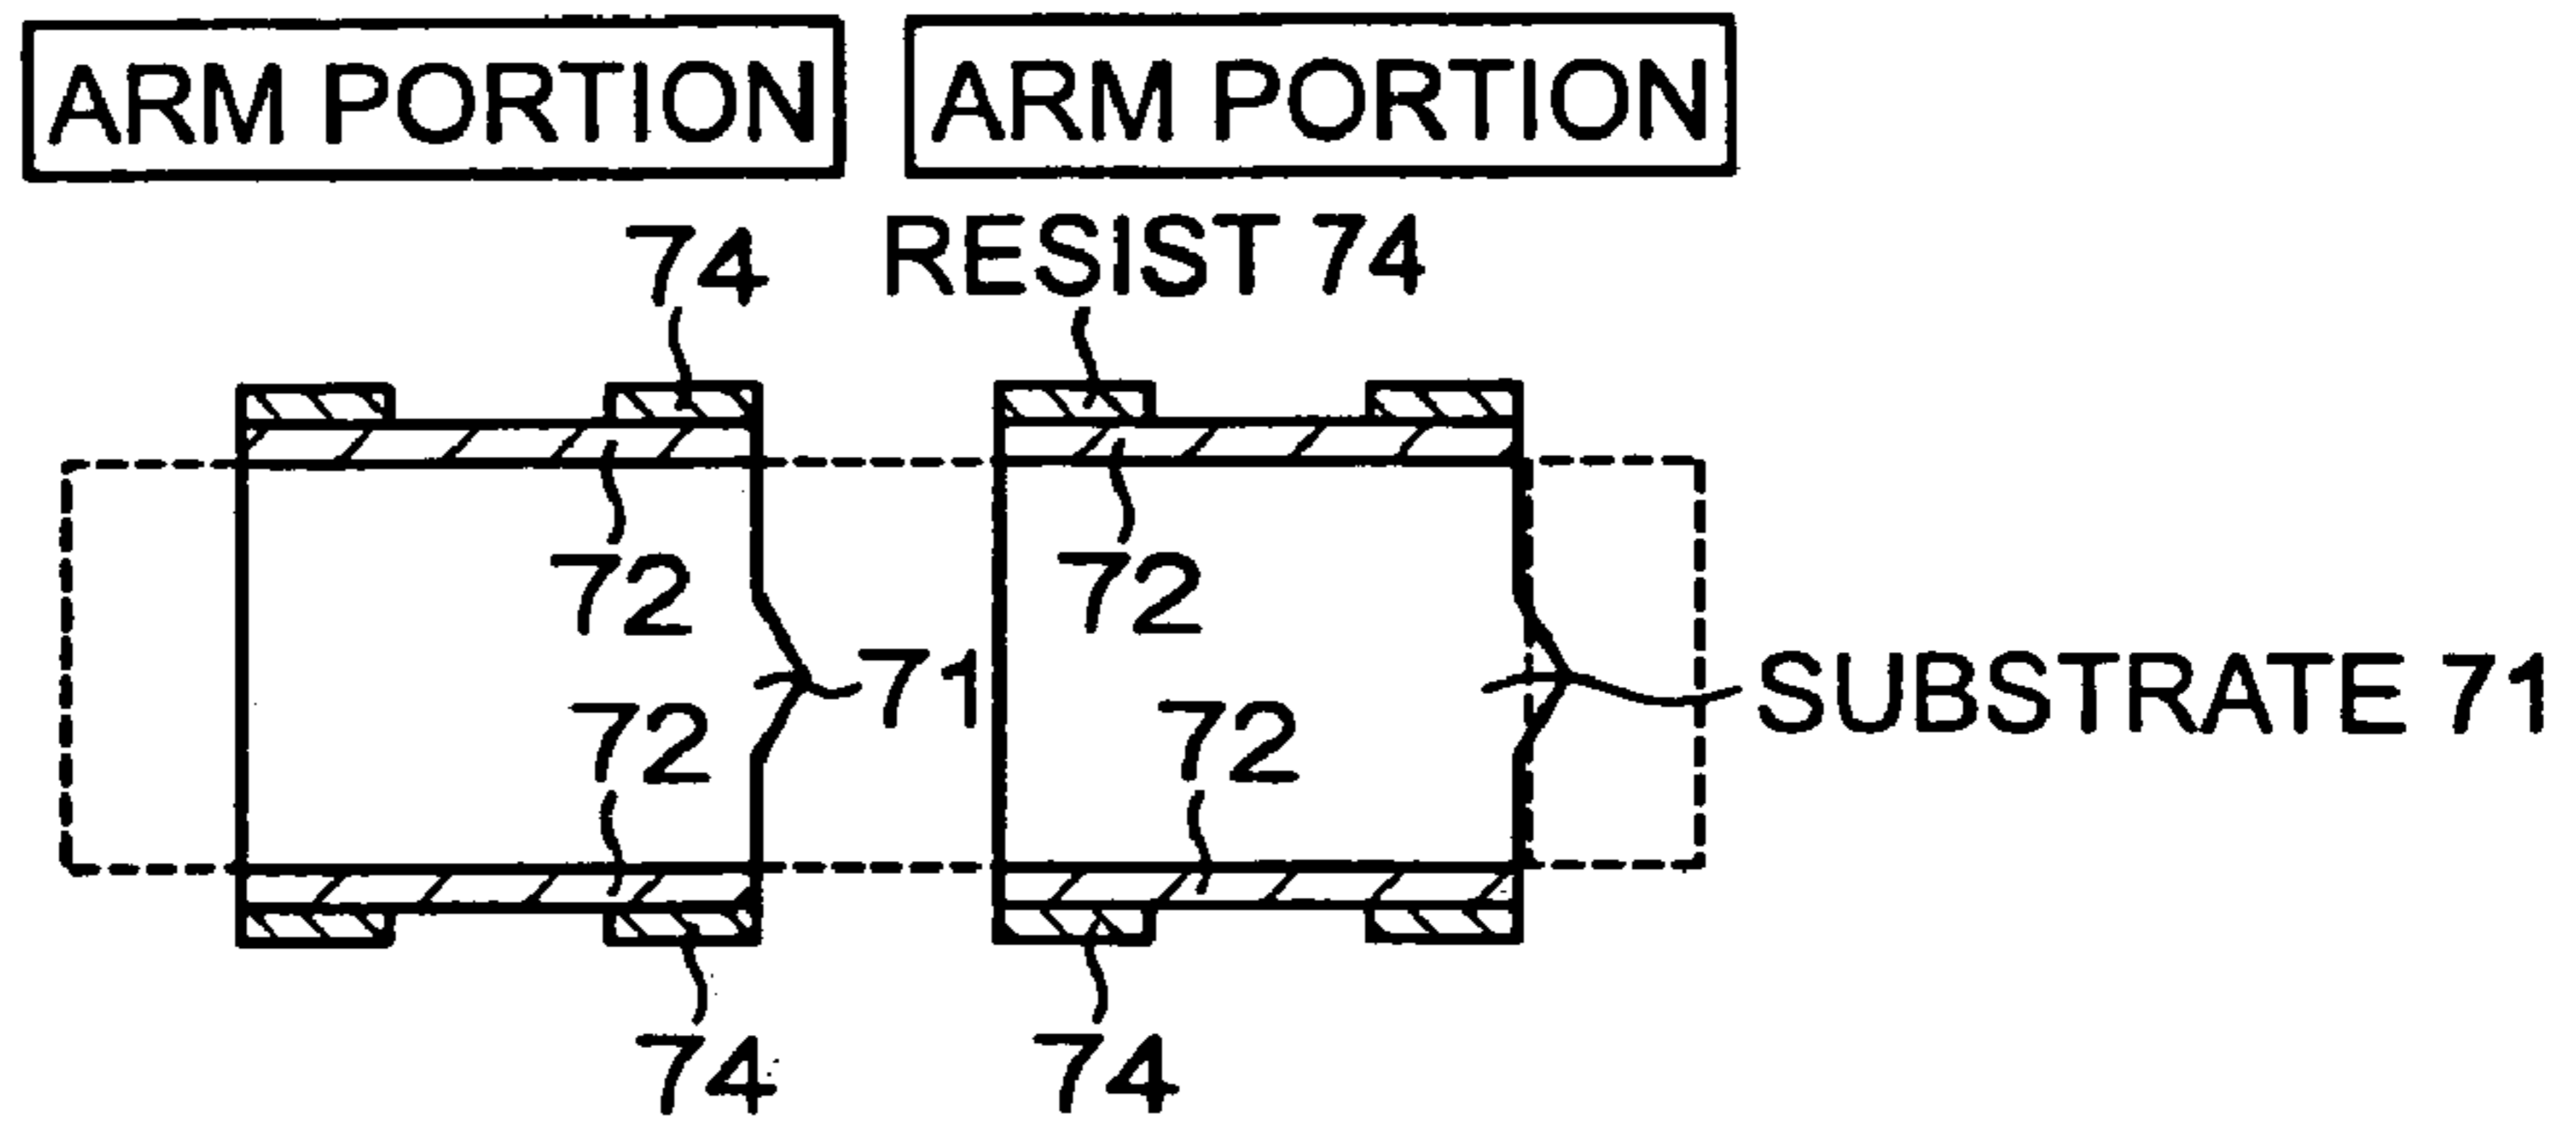 ARM PORTION ARM PORTION
74 RESIST 74
72 72
71 SUBSTRATE 71
72 72
74 74